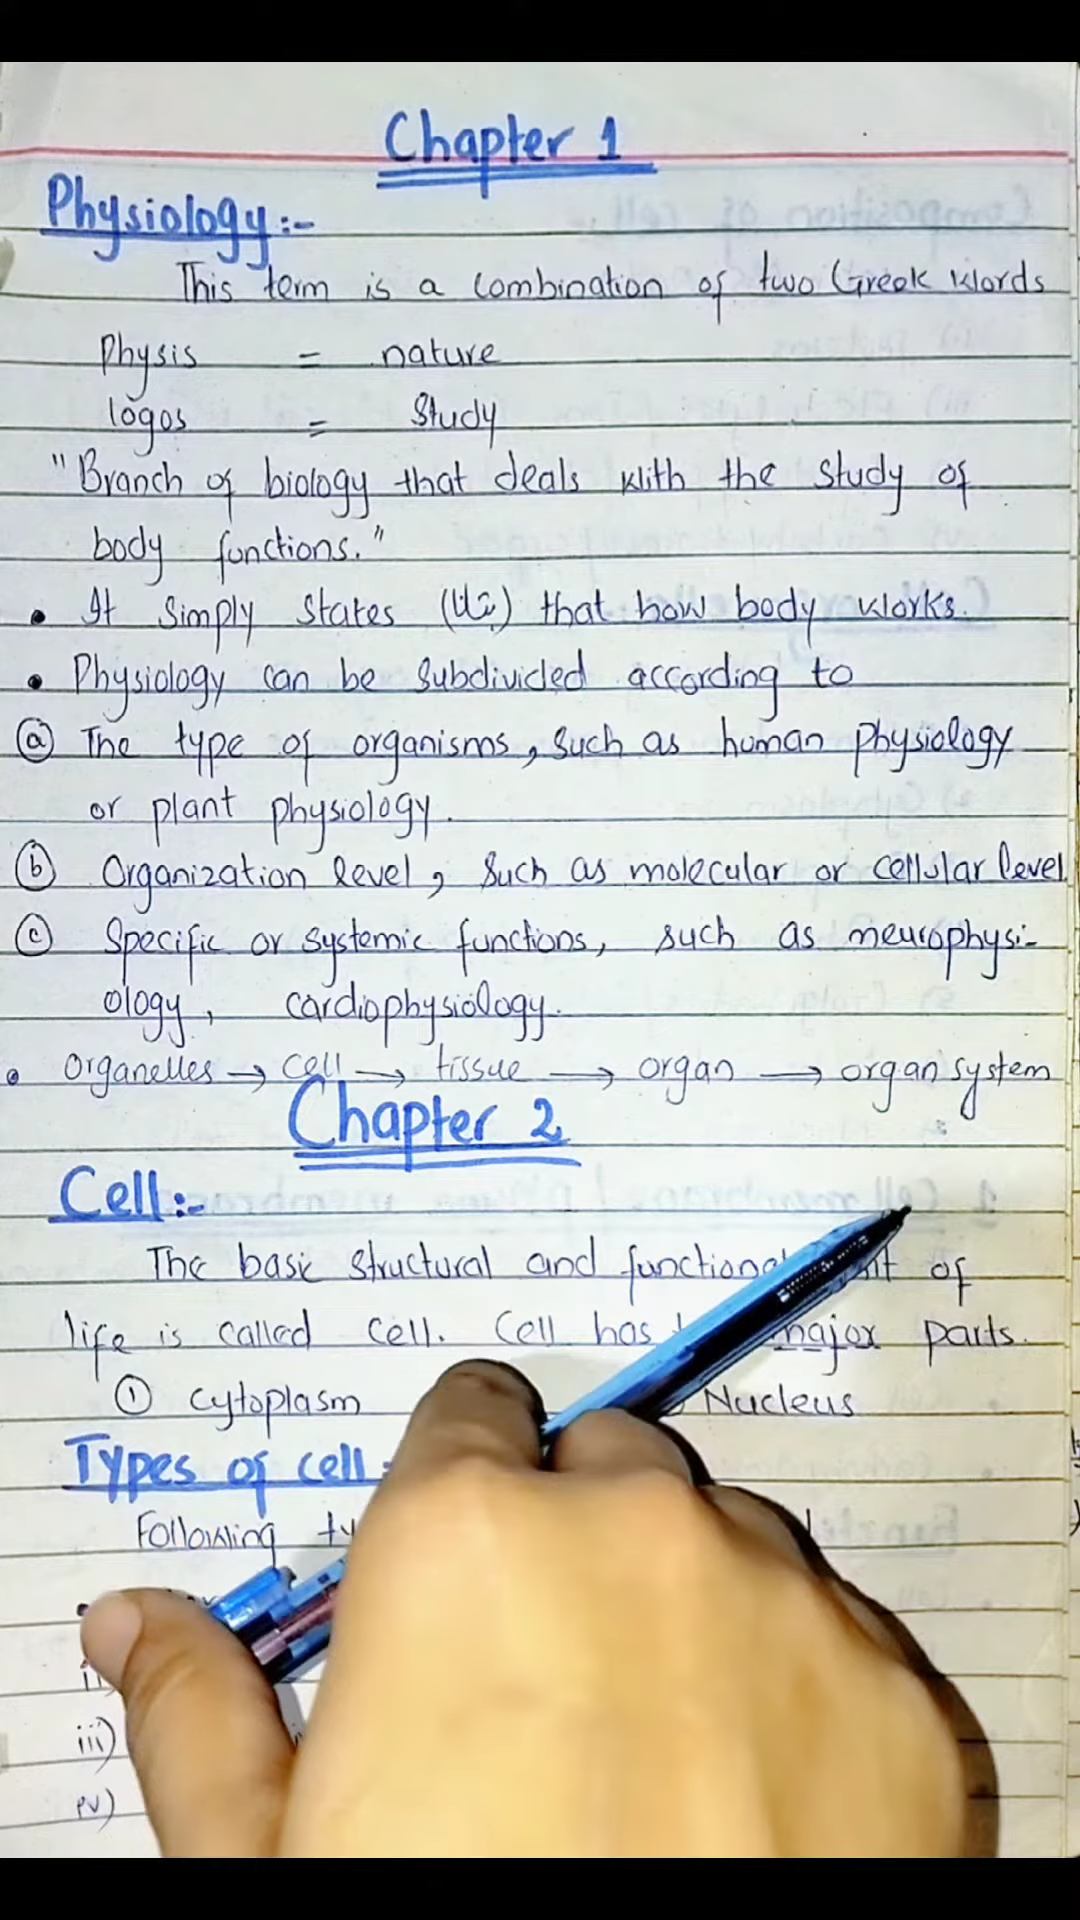 Chapter 1
Physiology:-
This term is a combination of two Greek words
Physis = nature
logos = study
"Branch of biology that deals with the study of
body functions."
• It simply states () that how body works.
• Physiology can be subdivided according to
(a) The type of organisms, such as human physiology
or plant physiology.
(b) Organization level, such as molecular or cellular level
(c) Specific or systemic functions, such as neurophysi-
ology, cardiophysiology.
• Organelles → cell → tissue → organ → organ system
Chapter 2
Cell:-
The basic structural and functional of
life is called cell. Cell has major parts.
① Cytoplasm Nucleus
Types of cell:
Following
iii)
iv)